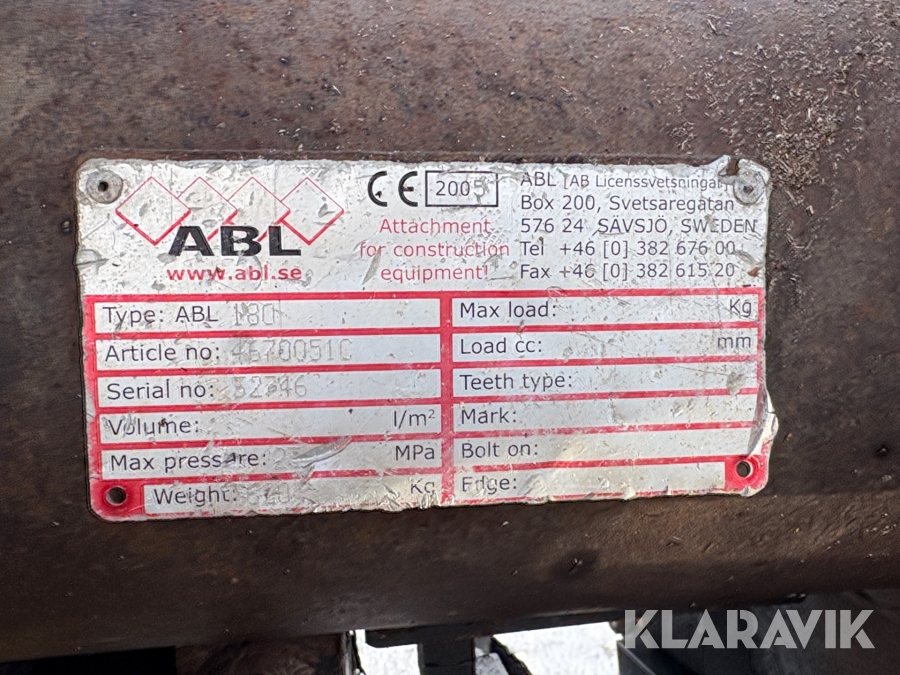 ABL
www.abl.se
CE 2005
Attachment
for construction
equipment!
ABL [AB Licenssvetsningar]
Box 200, Svetsaregatan
576 24 SÄVSJÖ, SWEDEN
Tel +46 [0] 382 676 00
Fax +46 [0] 382 615 20
Type: ABL 180
Article no: 4670051C
Serial no:
Volume: l/m²
Max pressure: MPa
Weight: Kg
Max load: Kg
Load cc: mm
Teeth type:
Mark:
Bolt on:
Edge:
KLARAVIK